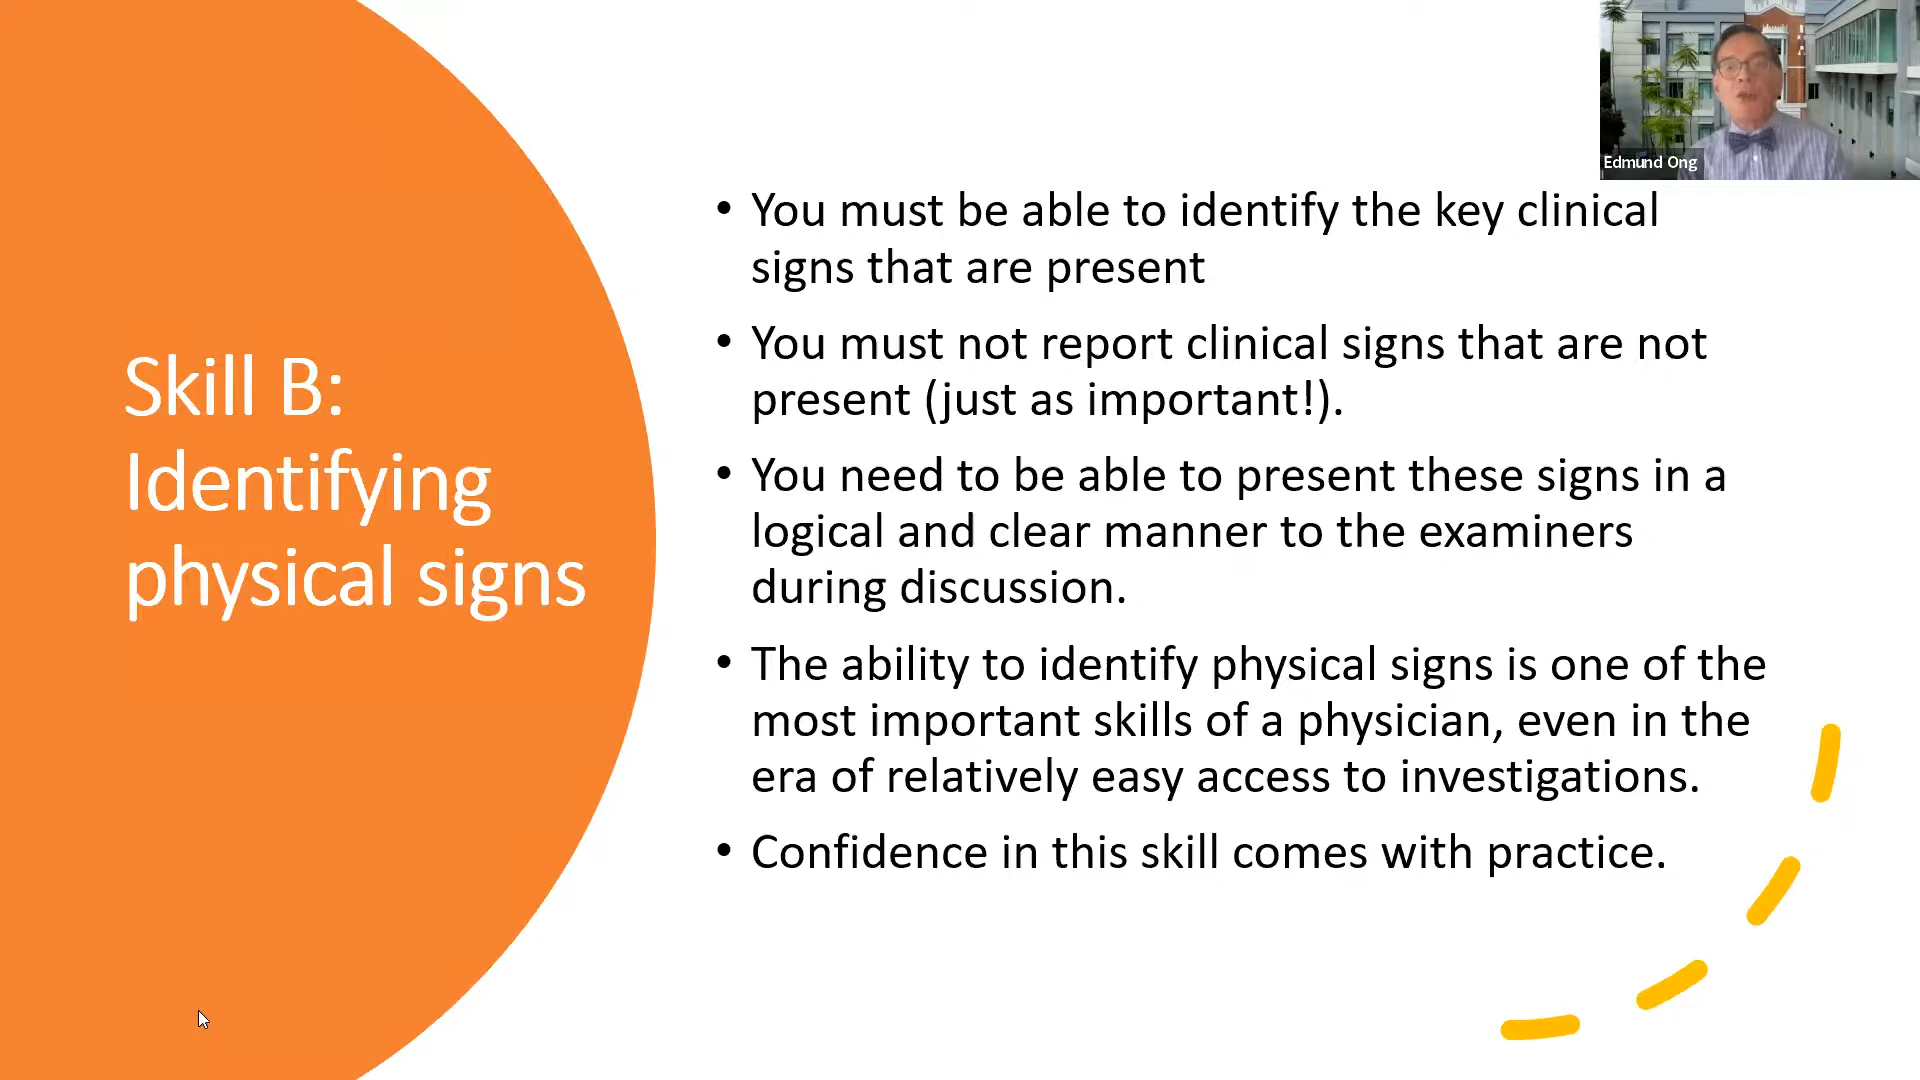 Skill B:
Identifying
physical signs
• You must be able to identify the key clinical
signs that are present
• You must not report clinical signs that are not
present (just as important!).
• You need to be able to present these signs in a
logical and clear manner to the examiners
during discussion.
• The ability to identify physical signs is one of the
most important skills of a physician, even in the
era of relatively easy access to investigations.
• Confidence in this skill comes with practice.
Edmund Ong